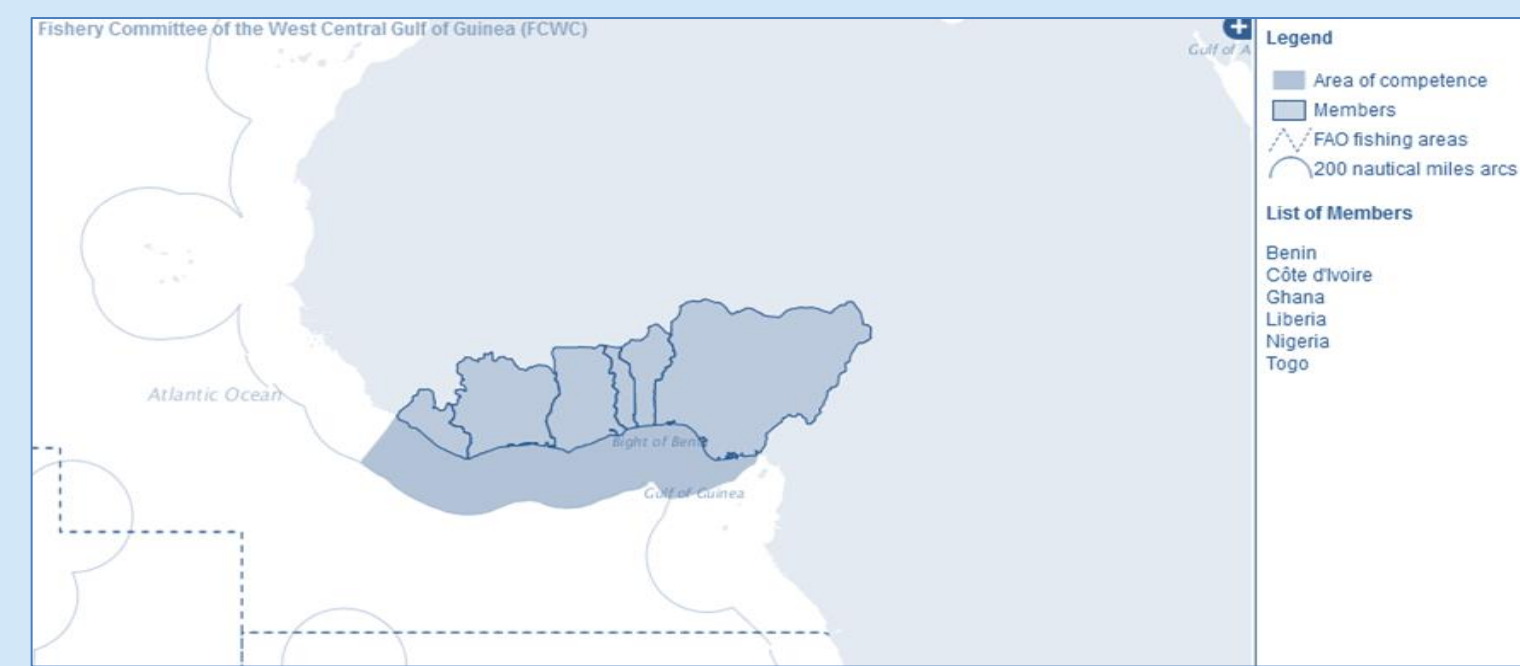 Fishery Committee of the West Central Gulf of Guinea (FCWC)
Gulf of A
Atlantic Ocean
Bight of Benin
Gulf of Guinea
Legend
Area of competence
Members
FAO fishing areas
200 nautical miles arcs
List of Members
Benin
Côte d'Ivoire
Ghana
Liberia
Nigeria
Togo